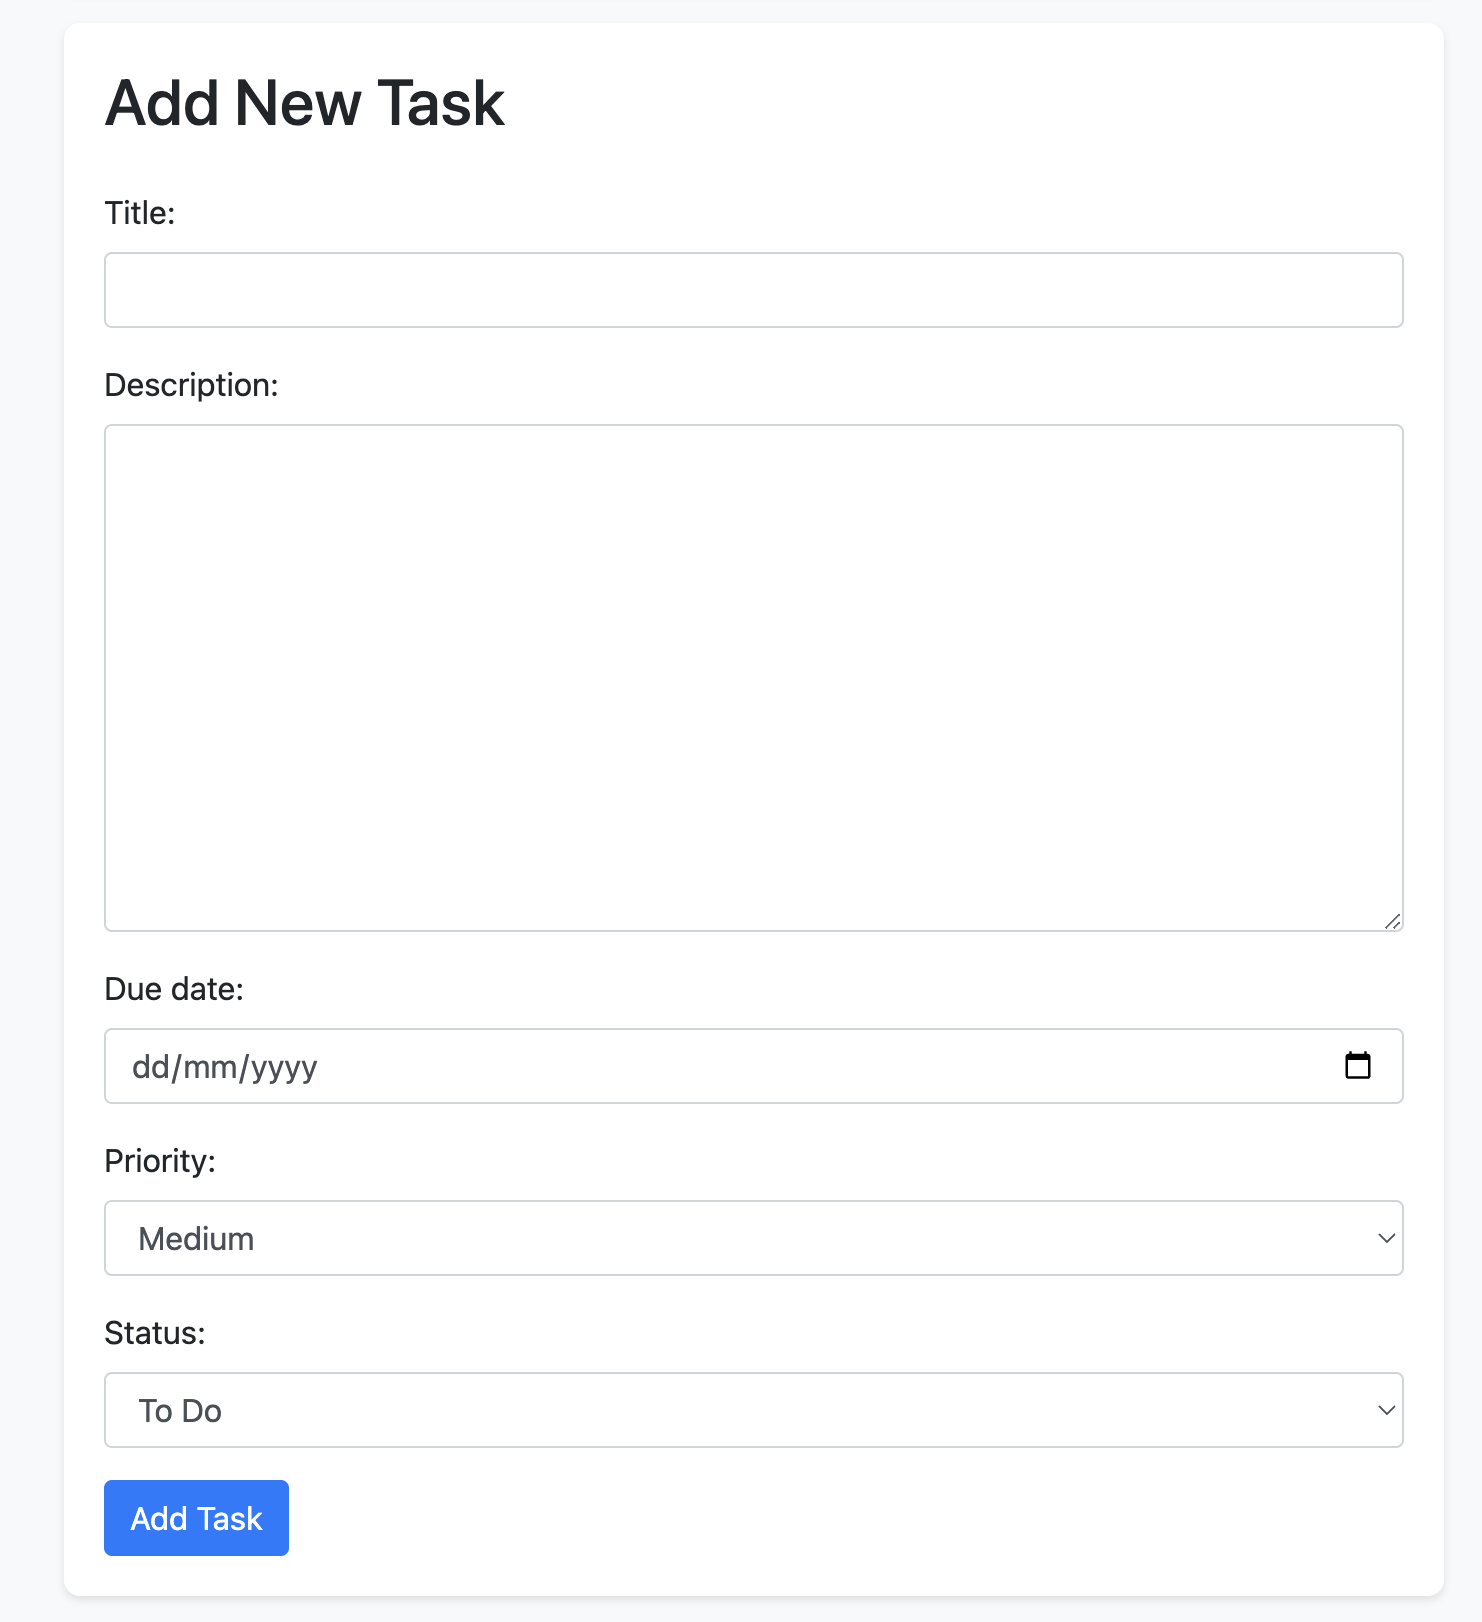 Add New Task
Title:
Description:
Due date:
dd/mm/yyyy
Priority:
Medium
Status:
To Do
Add Task